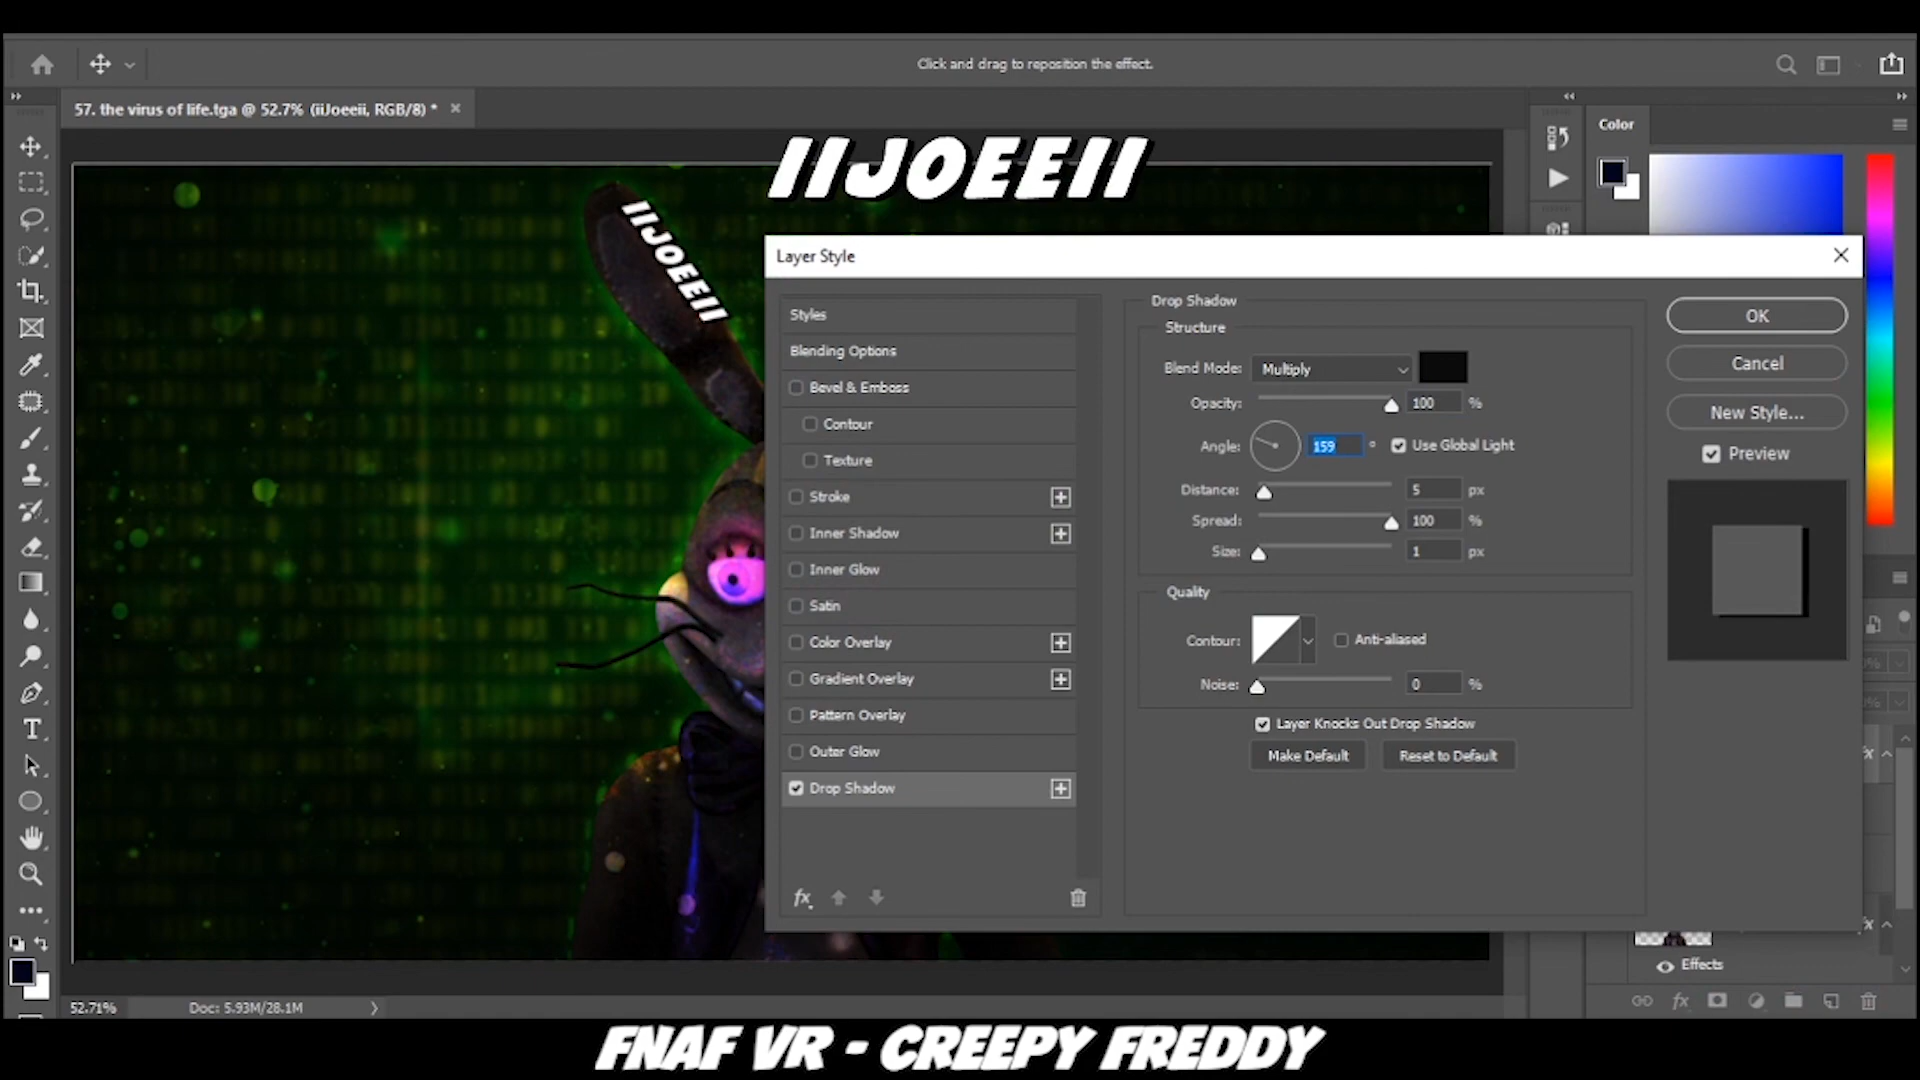 Click and drag to reposition the effect.
57. the virus of life.tga @ 52.7% (iiJoeeii, RGB/8) *
Color
IIJOEEII
IIJOEEII
Layer Style
Styles
Blending Options
Bevel & Emboss
Contour
Texture
Stroke
Inner Shadow
Inner Glow
Satin
Color Overlay
Gradient Overlay
Pattern Overlay
Outer Glow
Drop Shadow
fx
Drop Shadow
Structure
Blend Mode: Multiply
Opacity: 100 %
Angle: 159 ° Use Global Light
Distance: 5 px
Spread: 100 %
Size: 1 px
Quality
Contour: Anti-aliased
Noise: 0 %
Layer Knocks Out Drop Shadow
Make Default Reset to Default
OK
Cancel
New Style...
Preview
Effects
fx
52.71% Doc: 5.93M/28.1M
FNAF VR - CREEPY FREDDY